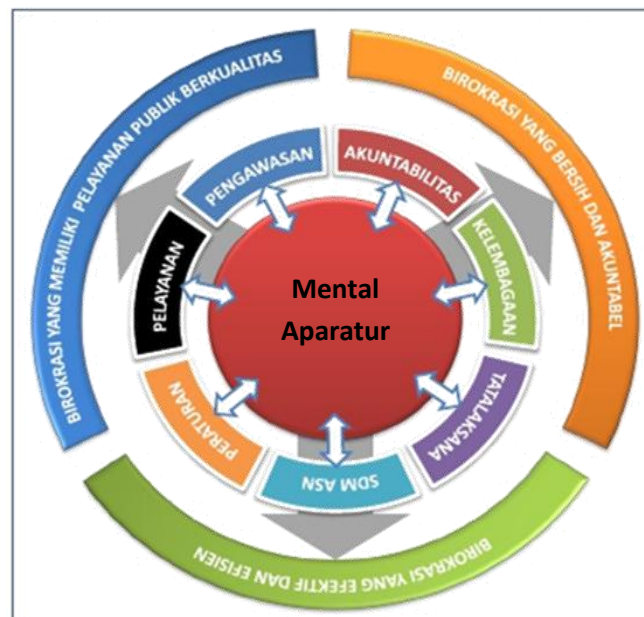 BIROKRASI YANG MEMILIKI PELAYANAN PUBLIK BERKUALITAS
BIROKRASI YANG BERSIH DAN AKUNTABEL
PENGAWASAN
AKUNTABILITAS
PELAYANAN
KELEMBAGAAN
Mental
Aparatur
PERATURAN
TATALAKSANA
SDM ASN
BIROKRASI YANG EFEKTIF DAN EFISIEN